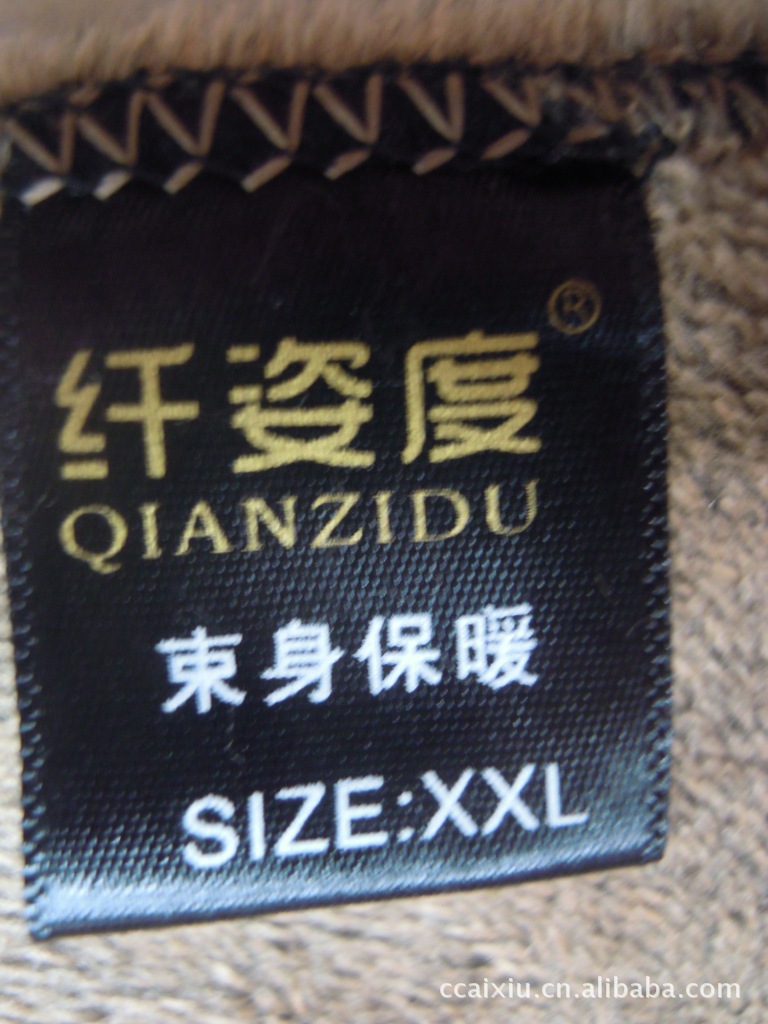 ®
纤姿度
QIANZIDU
束身保暖
SIZE:XXL
ccaixiu.cn.alibaba.com